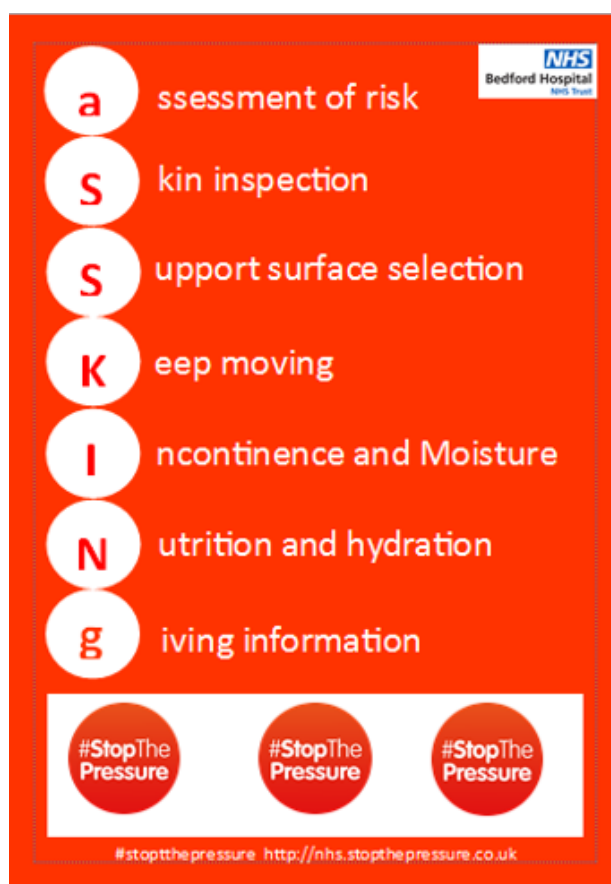 NHS
Bedford Hospital
NHS Trust
a ssessment of risk
S kin inspection
S upport surface selection
K eep moving
I ncontinence and Moisture
N utrition and hydration
g iving information
#StopThe
Pressure
#StopThe
Pressure
#StopThe
Pressure
#stoptthepressure http://nhs.stopthepressure.co.uk